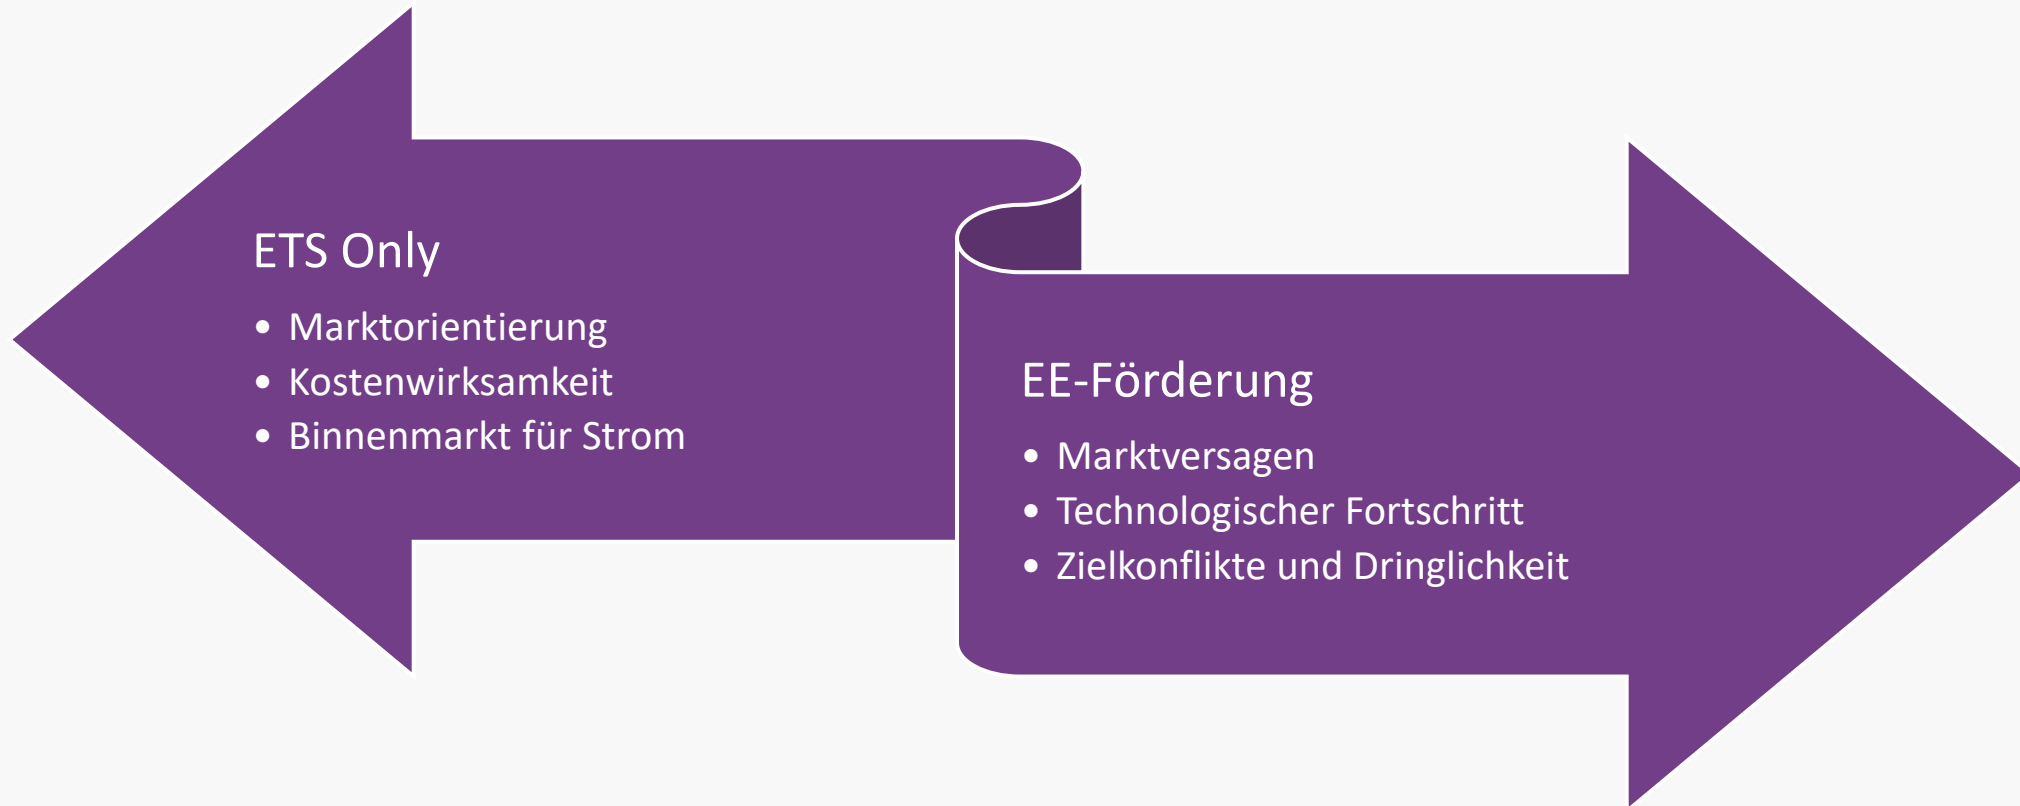 ETS Only
• Marktorientierung
• Kostenwirksamkeit
• Binnenmarkt für Strom
EE-Förderung
• Marktversagen
• Technologischer Fortschritt
• Zielkonflikte und Dringlichkeit